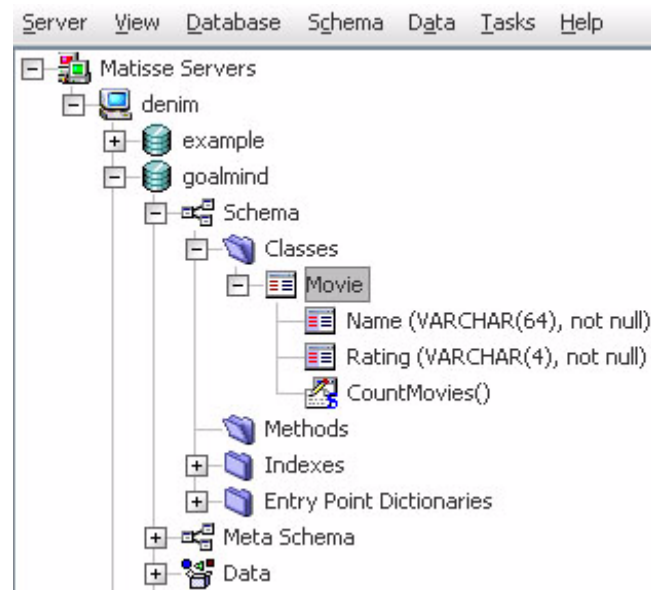 Server View Database Schema Data Tasks Help
Matisse Servers
denim
example
goalmind
Schema
Classes
Movie
Name (VARCHAR(64), not null)
Rating (VARCHAR(4), not null)
CountMovies()
Methods
Indexes
Entry Point Dictionaries
Meta Schema
Data